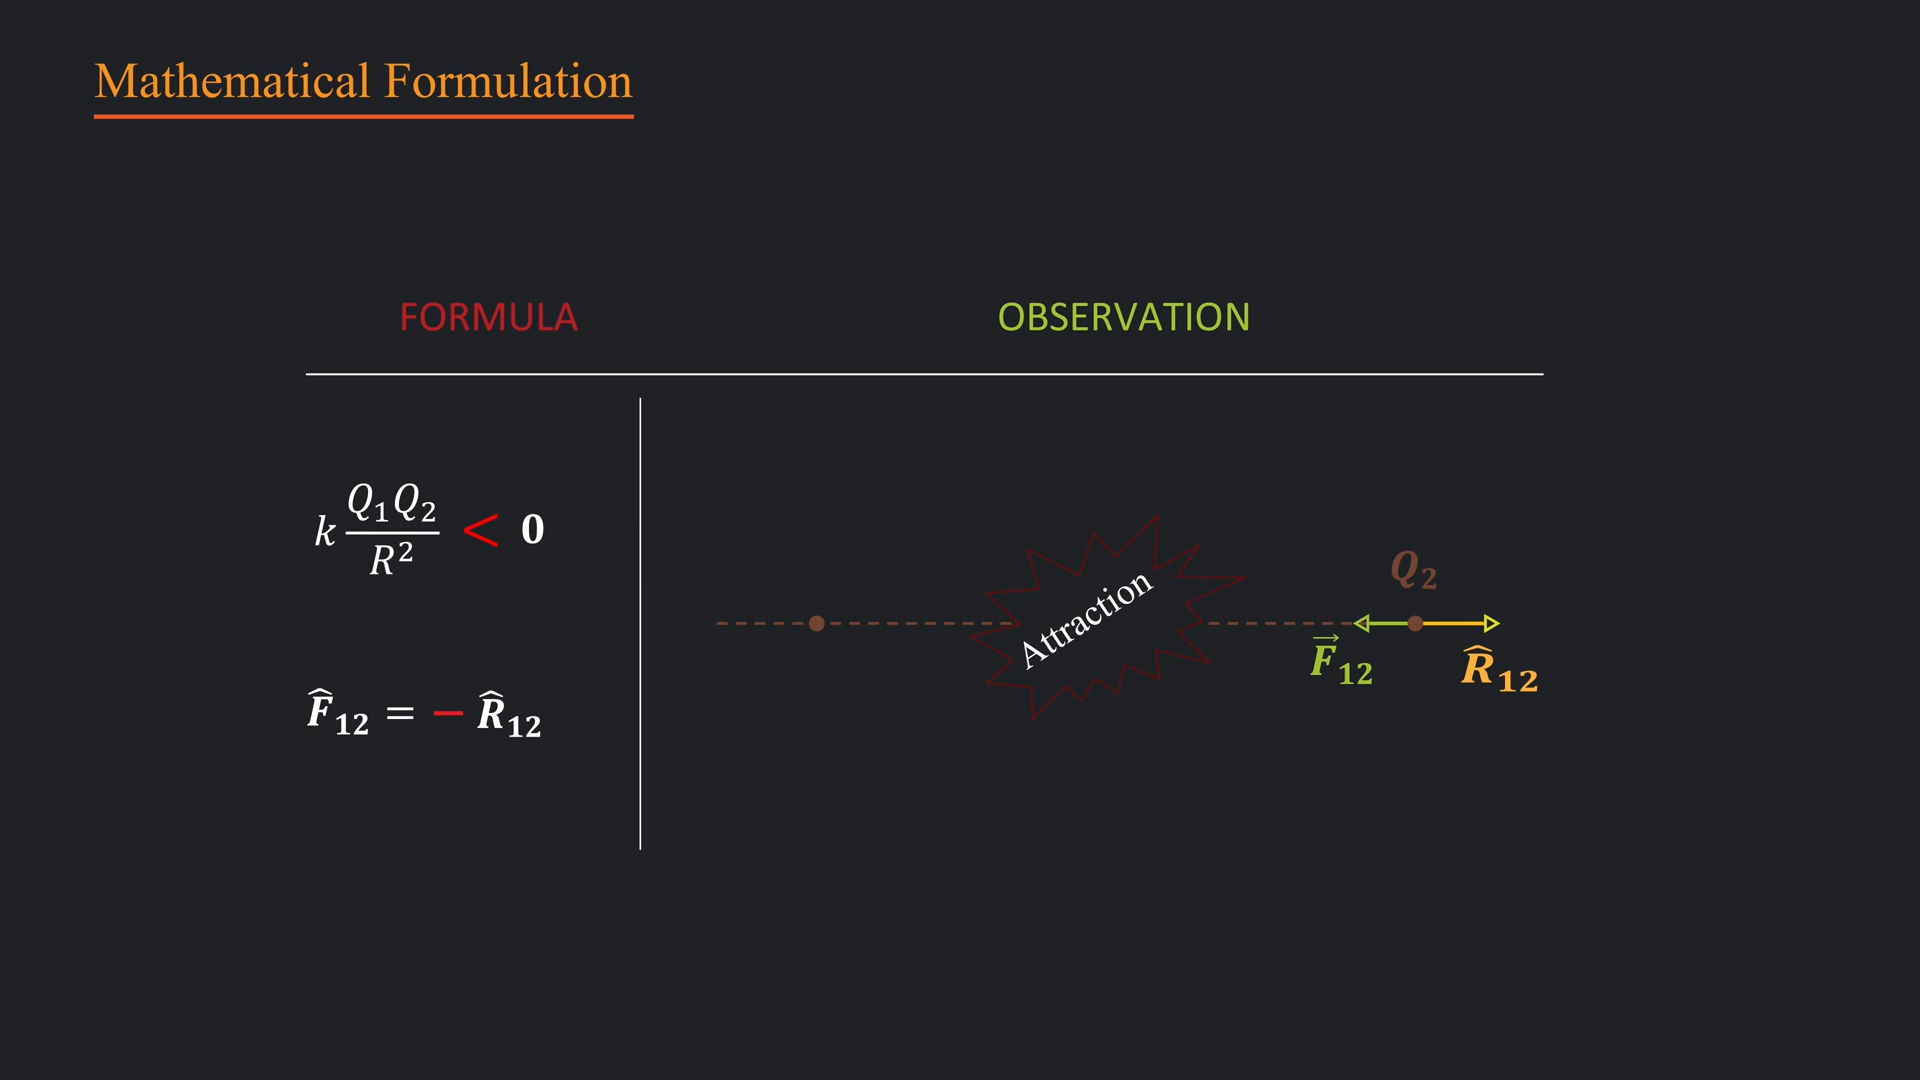 Mathematical Formulation
FORMULA
OBSERVATION
k Q₁Q₂ / R² < 0
F̂₁₂ = − R̂₁₂
Attraction
Q₂
F⃗₁₂
R̂₁₂